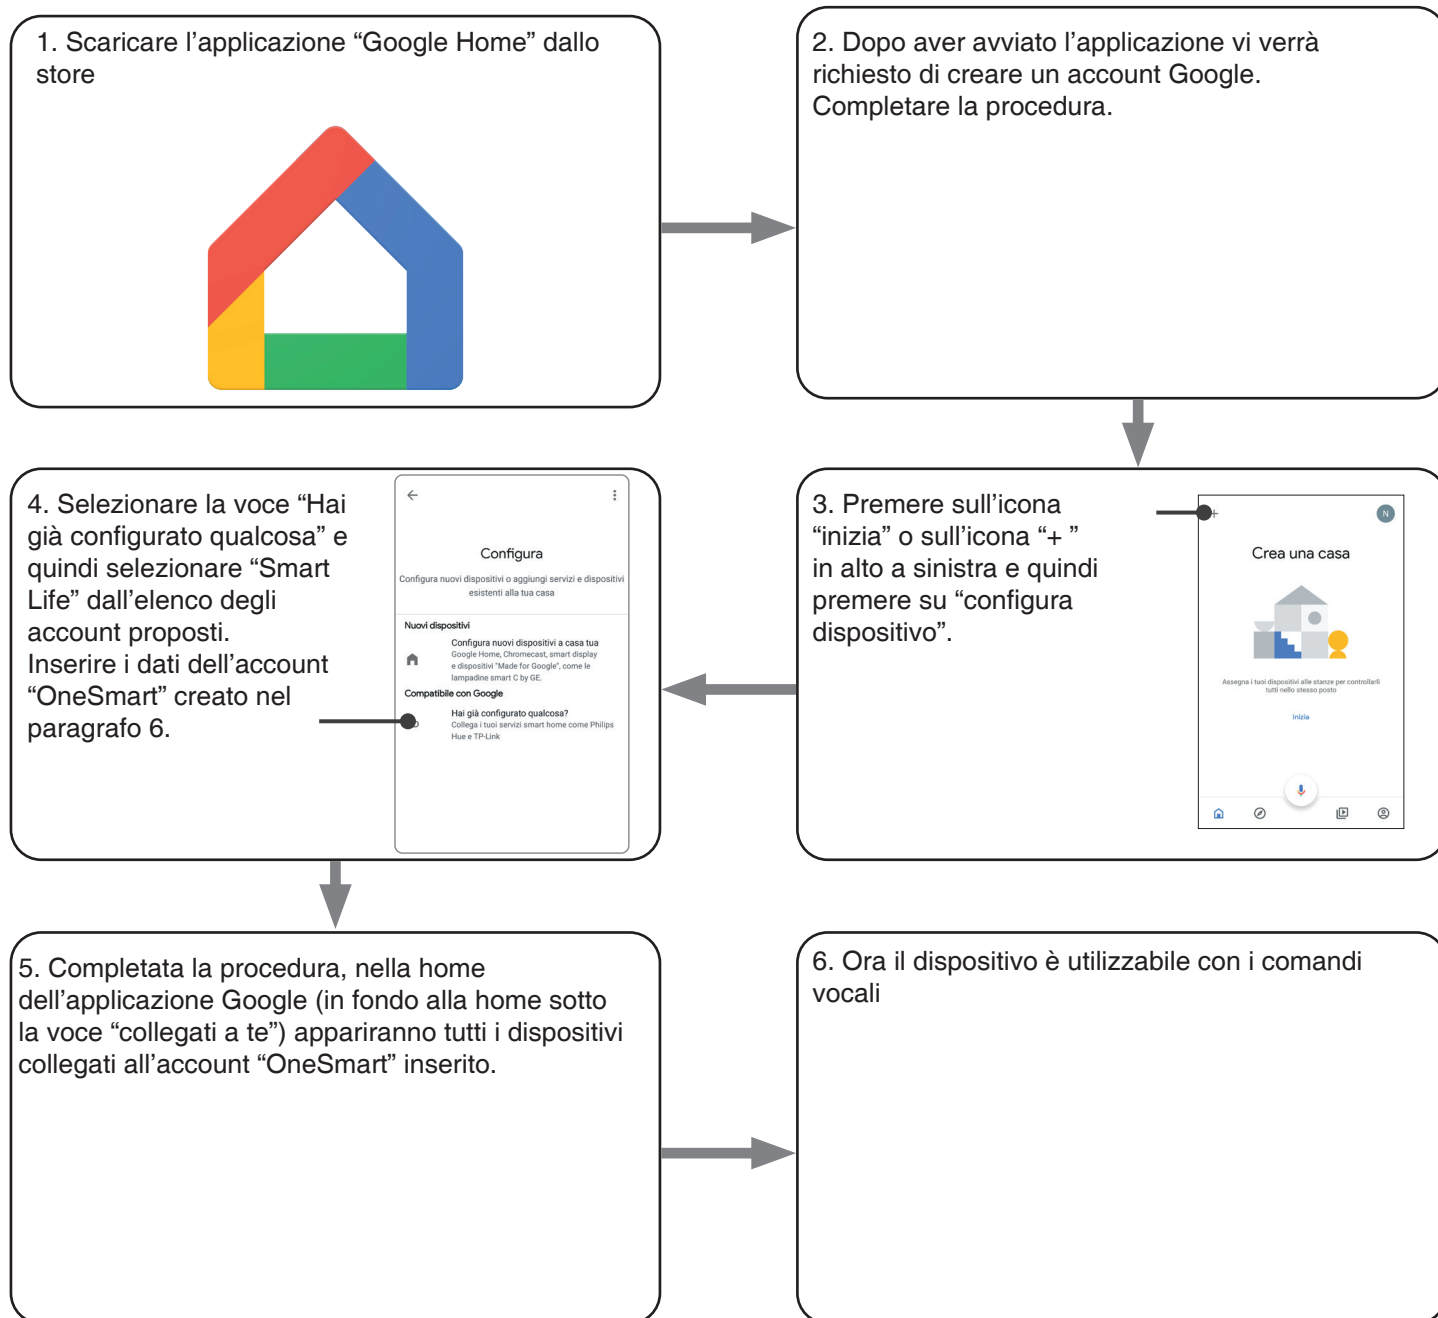 1. Scaricare l’applicazione “Google Home” dallo
store
2. Dopo aver avviato l’applicazione vi verrà
richiesto di creare un account Google.
Completare la procedura.
3. Premere sull’icona
“inizia” o sull’icona “+ ”
in alto a sinistra e quindi
premere su “configura
dispositivo”.
+
N
Crea una casa
Assegna i tuoi dispositivi alle stanze per controllarli
tutti nello stesso posto
Inizia
4. Selezionare la voce “Hai
già configurato qualcosa” e
quindi selezionare “Smart
Life” dall’elenco degli
account proposti.
Inserire i dati dell’account
“OneSmart” creato nel
paragrafo 6.
Configura
Configura nuovi dispositivi o aggiungi servizi e dispositivi
esistenti alla tua casa
Nuovi dispositivi
Configura nuovi dispositivi a casa tua
Google Home, Chromecast, smart display
e dispositivi "Made for Google", come le
lampadine smart C by GE.
Compatibile con Google
Hai già configurato qualcosa?
Collega i tuoi servizi smart home come Philips
Hue e TP-Link
5. Completata la procedura, nella home
dell’applicazione Google (in fondo alla home sotto
la voce “collegati a te”) appariranno tutti i dispositivi
collegati all’account “OneSmart” inserito.
6. Ora il dispositivo è utilizzabile con i comandi
vocali